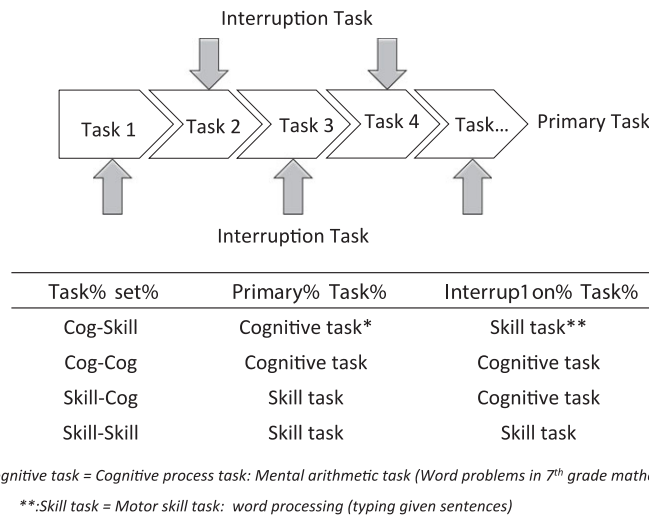 Interruption Task
Task 1
Task 2
Task 3
Task 4
Task...
Primary Task
Interruption Task
Task% set% Primary% Task% Interrup1on% Task%
Cog-Skill Cognitive task* Skill task**
Cog-Cog Cognitive task Cognitive task
Skill-Cog Skill task Cognitive task
Skill-Skill Skill task Skill task
gnitive task = Cognitive process task: Mental arithmetic task (Word problems in 7th grade mathe
**:Skill task = Motor skill task: word processing (typing given sentences)